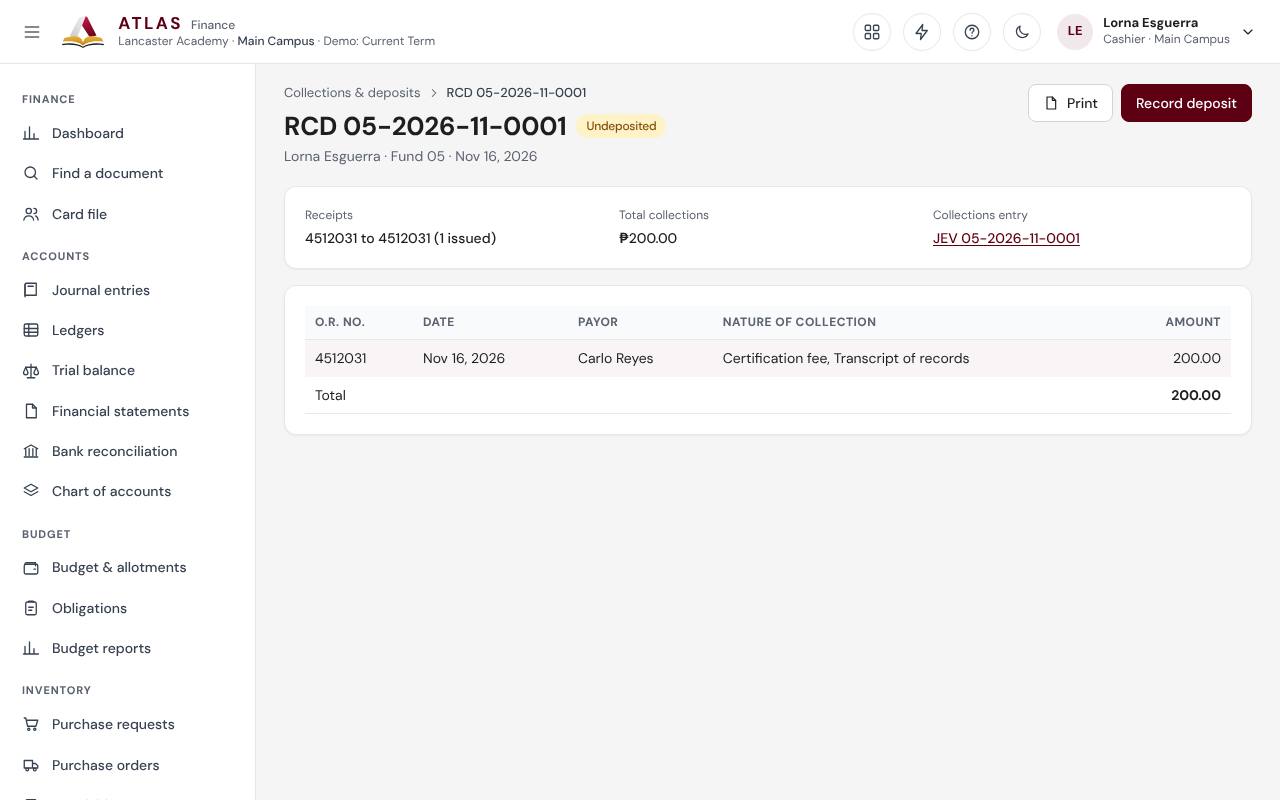 ATLAS Finance
Lancaster Academy · Main Campus · Demo: Current Term
LE
Lorna Esguerra
Cashier · Main Campus
FINANCE
Dashboard
Find a document
Card file
ACCOUNTS
Journal entries
Ledgers
Trial balance
Financial statements
Bank reconciliation
Chart of accounts
BUDGET
Budget & allotments
Obligations
Budget reports
INVENTORY
Purchase requests
Purchase orders
Collections & deposits > RCD 05-2026-11-0001
RCD 05-2026-11-0001 Undeposited
Lorna Esguerra · Fund 05 · Nov 16, 2026
Print Record deposit
Receipts Total collections Collections entry
4512031 to 4512031 (1 issued) ₱200.00 JEV 05-2026-11-0001
O.R. NO. DATE PAYOR NATURE OF COLLECTION AMOUNT
4512031 Nov 16, 2026 Carlo Reyes Certification fee, Transcript of records 200.00
Total 200.00